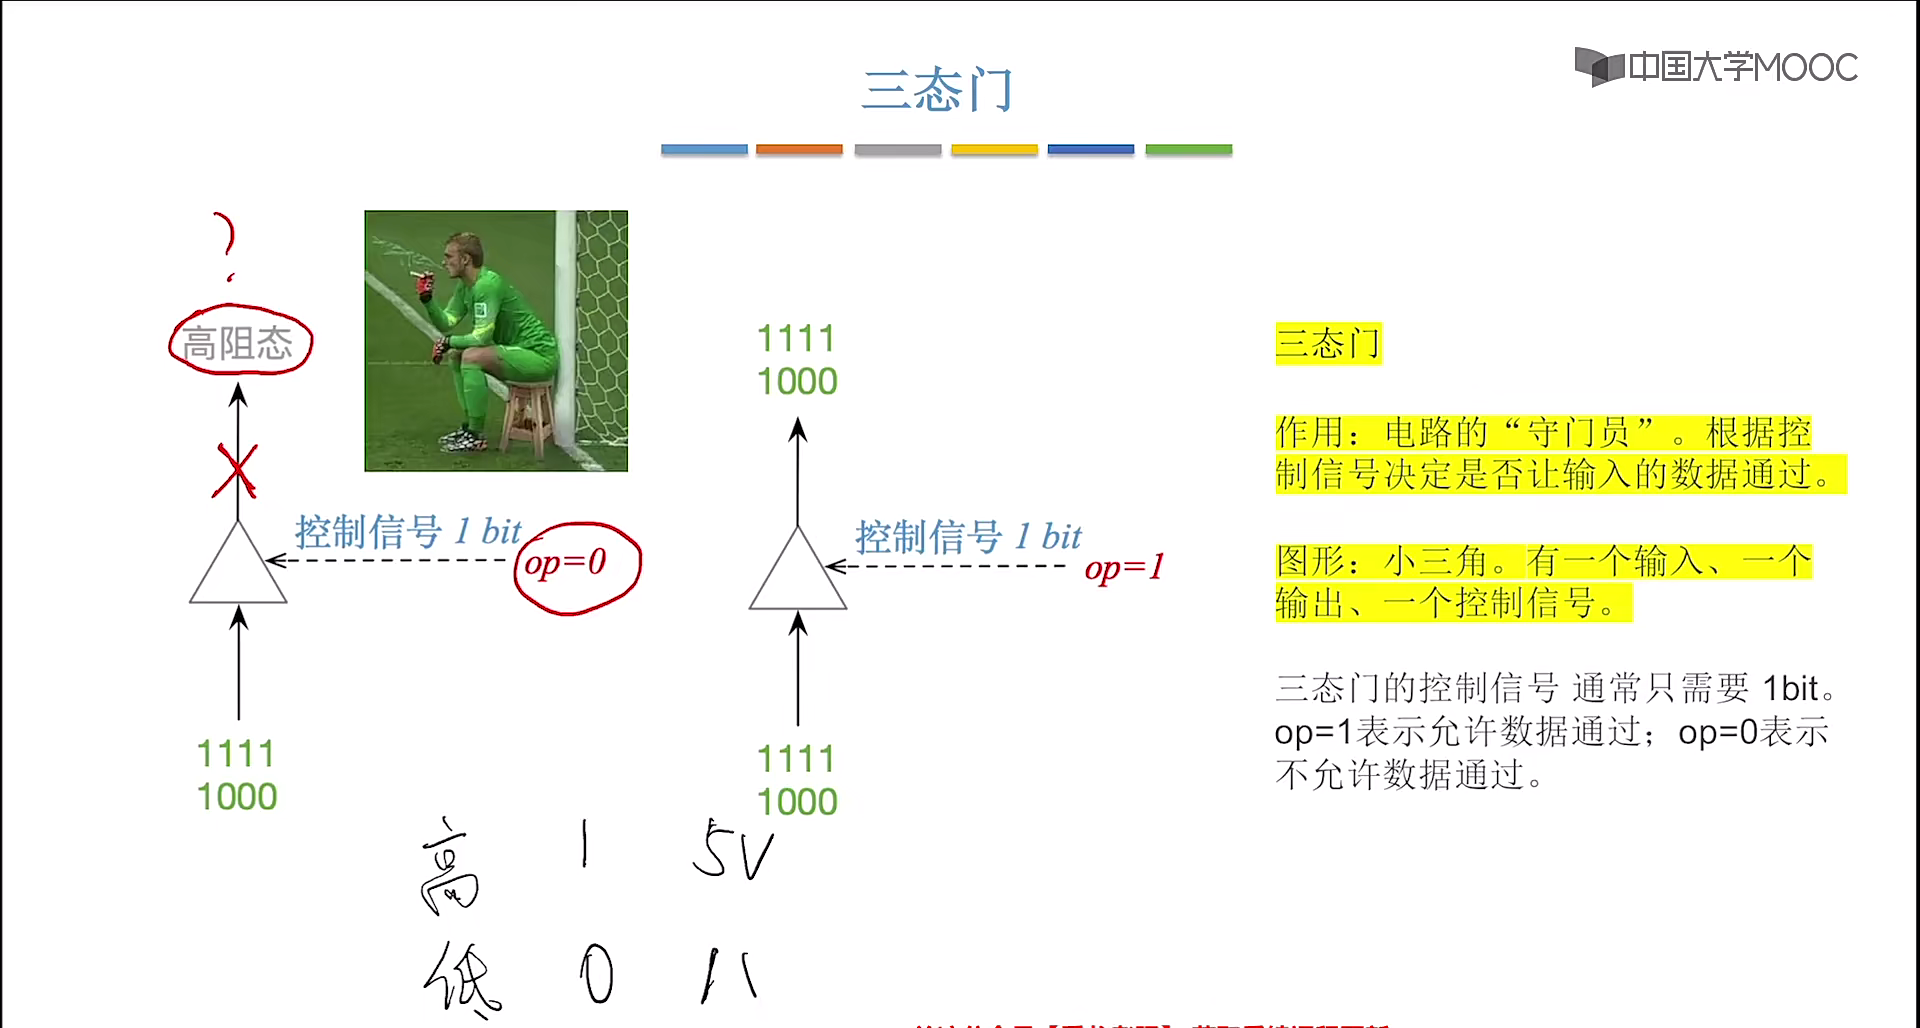 中国大学MOOC
三态门
?
高阻态
控制信号 1 bit
op=0
1111
1000
1111
1000
控制信号 1 bit
op=1
1111
1000
三态门
作用：电路的“守门员”。根据控
制信号决定是否让输入的数据通过。
图形：小三角。有一个输入、一个
输出、一个控制信号。
三态门的控制信号 通常只需要 1bit。
op=1表示允许数据通过；op=0表示
不允许数据通过。
高 1 5V
低 0